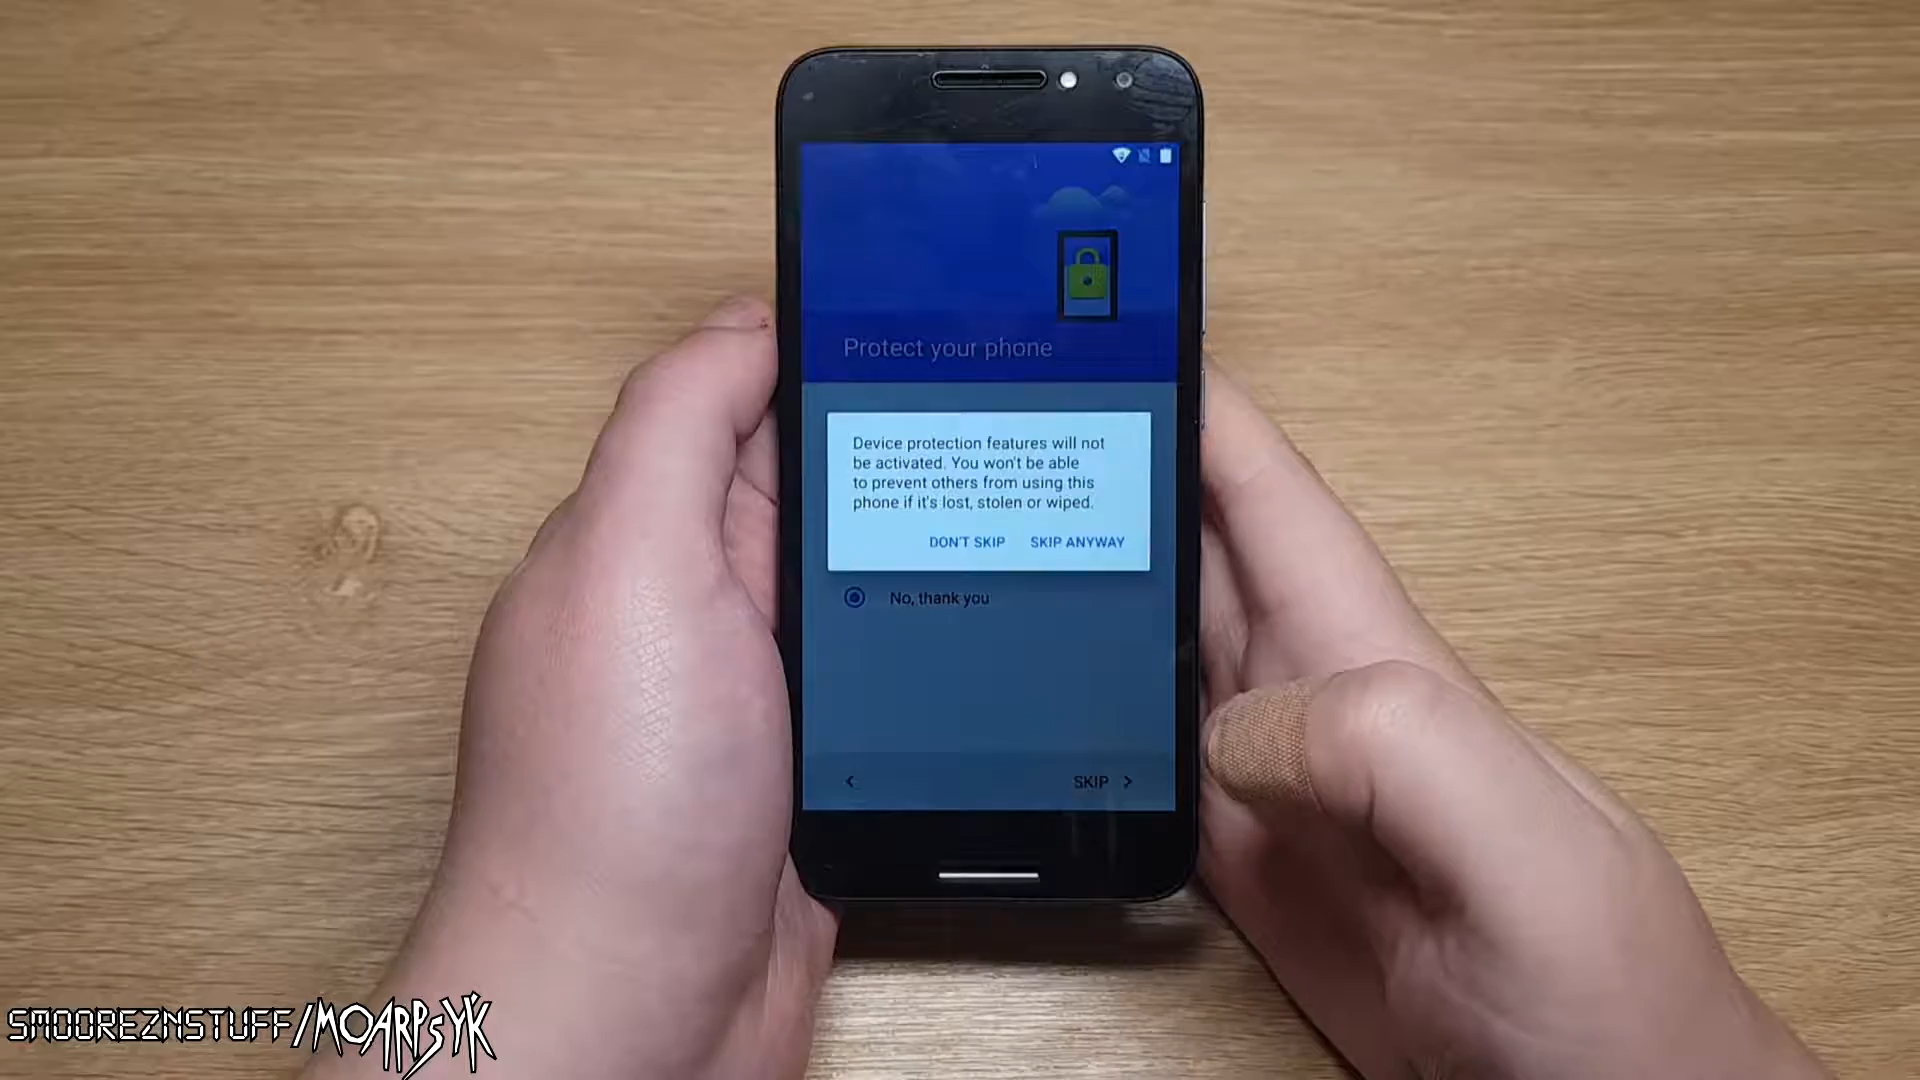 Protect your phone
Device protection features will not
be activated. You won't be able
to prevent others from using this
phone if it's lost, stolen or wiped.
DON'T SKIP SKIP ANYWAY
No, thank you
< SKIP >
SMOOREZNSTUFF/MOARPSYK